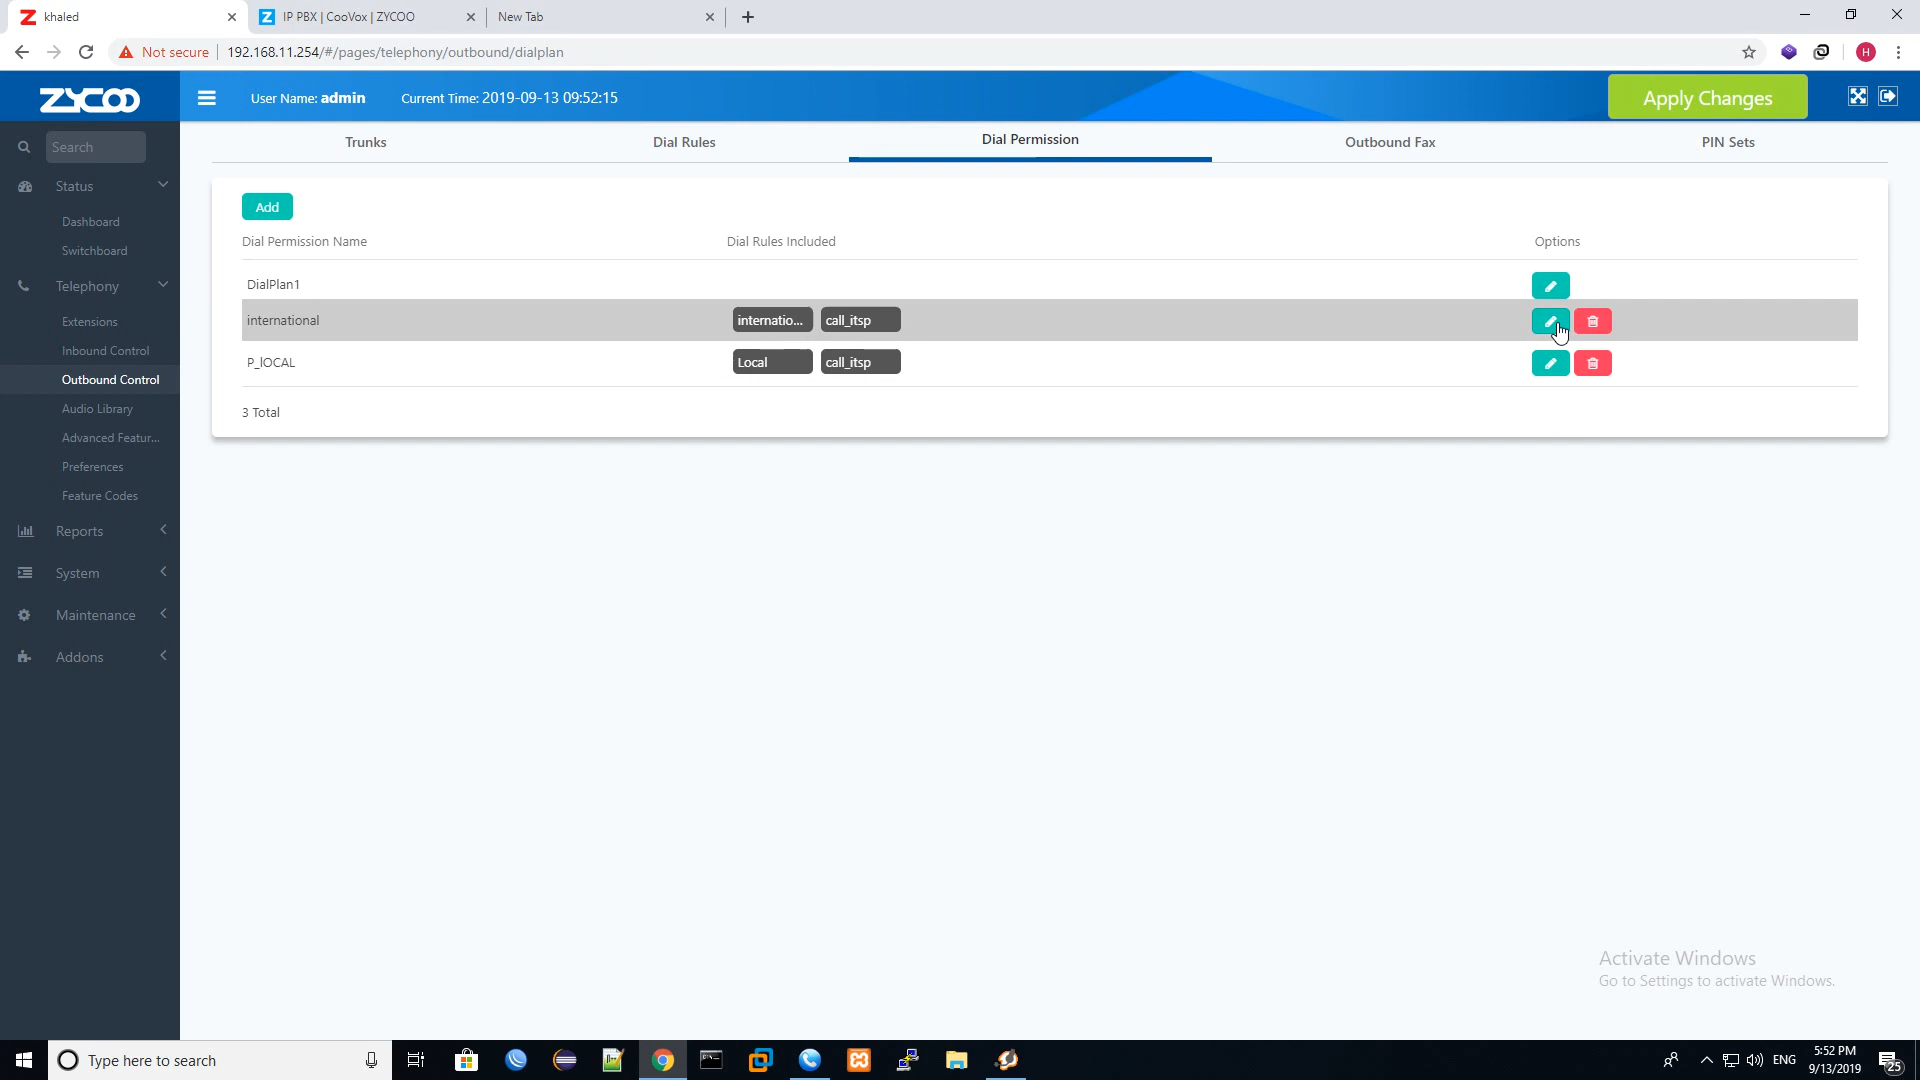 khaled
IP PBX | CooVox | ZYCOO
New Tab
Not secure
192.168.11.254/#/pages/telephony/outbound/dialplan
H
ZYCOO
User Name: admin
Current Time: 2019-09-13 09:52:15
Apply Changes
Search
Status
Dashboard
Switchboard
Telephony
Extensions
Inbound Control
Outbound Control
Audio Library
Advanced Featur...
Preferences
Feature Codes
Reports
System
Maintenance
Addons
Trunks
Dial Rules
Dial Permission
Outbound Fax
PIN Sets
Add
Dial Permission Name
Dial Rules Included
Options
DialPlan1
international
internatio...
call_itsp
P_lOCAL
Local
call_itsp
3 Total
Activate Windows
Go to Settings to activate Windows.
Type here to search
ENG
5:52 PM
9/13/2019
25